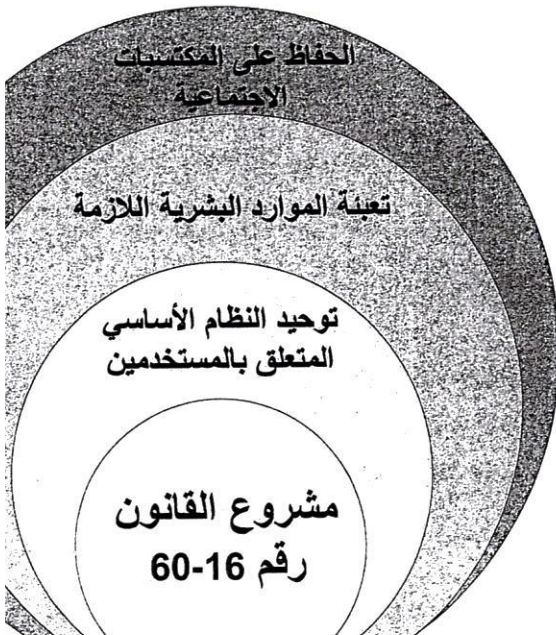 الحفاظ على المكتسبات
الاجتماعية
تعبئة الموارد البشرية اللازمة
توحيد النظام الأساسي
المتعلق بالمستخدمين
مشروع القانون
رقم 16-60